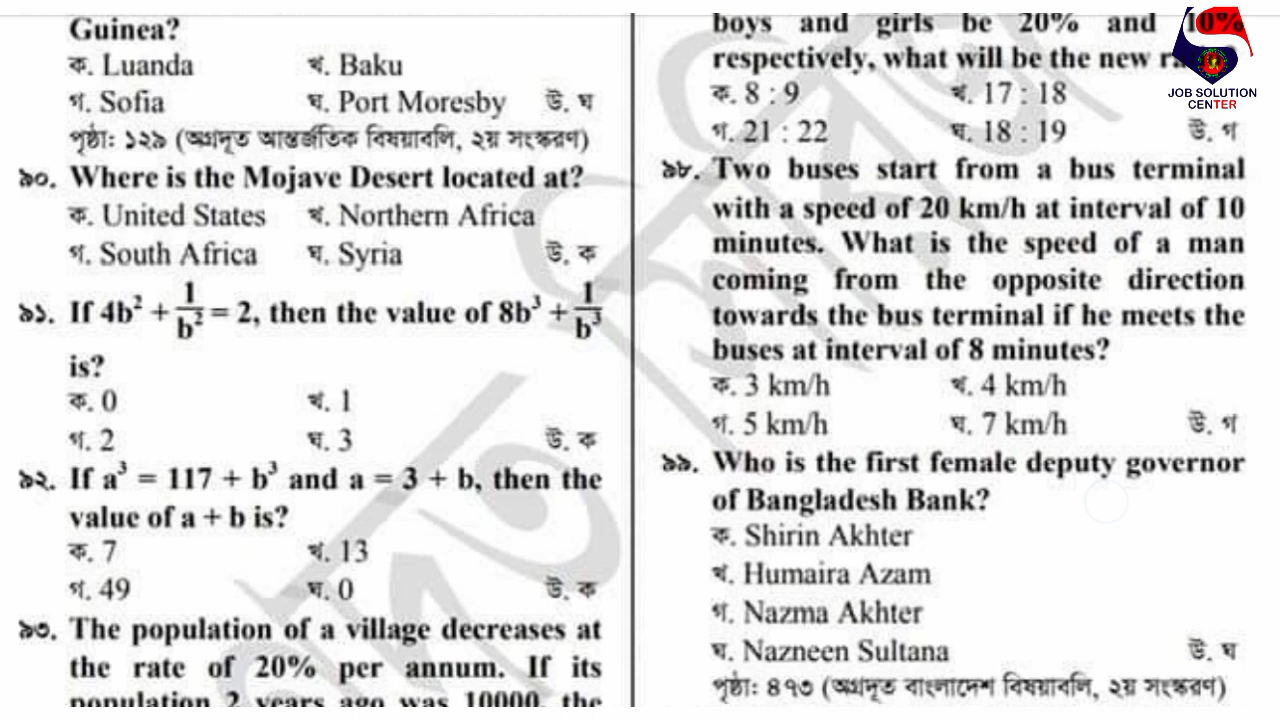 Guinea?
ক. Luanda খ. Baku
গ. Sofia ঘ. Port Moresby উ. ঘ
পৃষ্ঠা: ১২৯ (অগ্রদূত আন্তর্জাতিক বিষয়াবলি, ২য় সংস্করণ)
৯০. Where is the Mojave Desert located at?
ক. United States খ. Northern Africa
গ. South Africa ঘ. Syria উ. ক
৯১. If 4b² + 1/b² = 2, then the value of 8b³ + 1/b³
is?
ক. 0 খ. 1
গ. 2 ঘ. 3 উ. ক
৯২. If a³ = 117 + b³ and a = 3 + b, then the
value of a + b is?
ক. 7 খ. 13
গ. 49 ঘ. 0 উ. ক
৯৩. The population of a village decreases at
the rate of 20% per annum. If its
population 2 years ago was 10000, the
boys and girls be 20% and 10%
respectively, what will be the new
ক. 8 : 9 খ. 17 : 18
গ. 21 : 22 ঘ. 18 : 19 উ. গ
৯৮. Two buses start from a bus terminal
with a speed of 20 km/h at interval of 10
minutes. What is the speed of a man
coming from the opposite direction
towards the bus terminal if he meets the
buses at interval of 8 minutes?
ক. 3 km/h খ. 4 km/h
গ. 5 km/h ঘ. 7 km/h উ. গ
৯৯. Who is the first female deputy governor
of Bangladesh Bank?
ক. Shirin Akhter
খ. Humaira Azam
গ. Nazma Akhter
ঘ. Nazneen Sultana উ. ঘ
পৃষ্ঠা: ৪৭৩ (অগ্রদূত বাংলাদেশ বিষয়াবলি, ২য় সংস্করণ)
JOB SOLUTION
CENTER